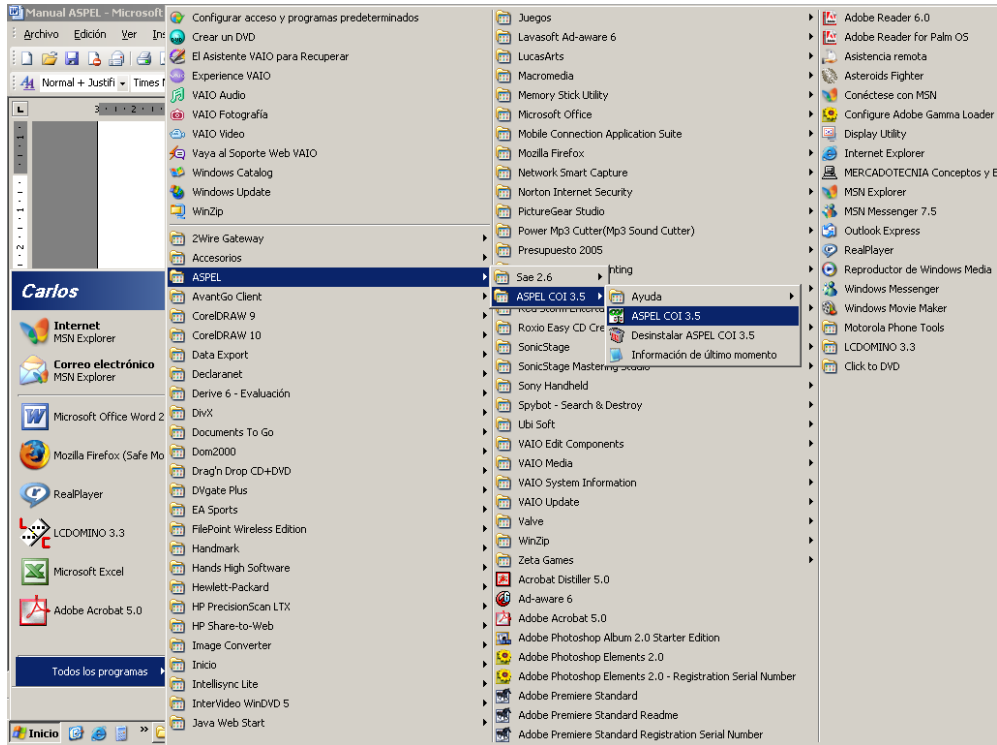 Manual ASPEL - Microsoft
Archivo Edición Ver Ins
Normal + Justifi Times
3 · 1 · 2 · 1 ·
Carlos
Internet
MSN Explorer
Correo electrónico
MSN Explorer
Microsoft Office Word 2
Mozilla Firefox (Safe Mo
RealPlayer
LCDOMINO 3.3
Microsoft Excel
Adobe Acrobat 5.0
Todos los programas
Inicio
Configurar acceso y programas predeterminados
Crear un DVD
El Asistente VAIO para Recuperar
Experience VAIO
VAIO Audio
VAIO Fotografía
VAIO Video
Vaya al Soporte Web VAIO
Windows Catalog
Windows Update
WinZip
2Wire Gateway
Accesorios
ASPEL
AvantGo Client
CorelDRAW 9
CorelDRAW 10
Data Export
Declaranet
Derive 6 - Evaluación
DivX
Documents To Go
Dom2000
Drag'n Drop CD+DVD
DVgate Plus
EA Sports
FilePoint Wireless Edition
Handmark
Hands High Software
Hewlett-Packard
HP PrecisionScan LTX
HP Share-to-Web
Image Converter
Inicio
Intellisync Lite
InterVideo WinDVD 5
Java Web Start
Juegos
Lavasoft Ad-aware 6
LucasArts
Macromedia
Memory Stick Utility
Microsoft Office
Mobile Connection Application Suite
Mozilla Firefox
Network Smart Capture
Norton Internet Security
PictureGear Studio
Power Mp3 Cutter(Mp3 Sound Cutter)
Presupuesto 2005
nting
Sae 2.6
ASPEL COI 3.5
Ayuda
ASPEL COI 3.5
Desinstalar ASPEL COI 3.5
Información de último momento
Roxio Easy CD Cre
SonicStage
SonicStage Mastering Studio
Sony Handheld
Spybot - Search & Destroy
Ubi Soft
VAIO Edit Components
VAIO Media
VAIO System Information
VAIO Update
Valve
WinZip
Zeta Games
Acrobat Distiller 5.0
Ad-aware 6
Adobe Acrobat 5.0
Adobe Photoshop Album 2.0 Starter Edition
Adobe Photoshop Elements 2.0
Adobe Photoshop Elements 2.0 - Registration Serial Number
Adobe Premiere Standard
Adobe Premiere Standard Readme
Adobe Premiere Standard Registration Serial Number
Adobe Reader 6.0
Adobe Reader for Palm OS
Asistencia remota
Asteroids Fighter
Conéctese con MSN
Configure Adobe Gamma Loader
Display Utility
Internet Explorer
MERCADOTECNIA Conceptos y E
MSN Explorer
MSN Messenger 7.5
Outlook Express
RealPlayer
Reproductor de Windows Media
Windows Messenger
Windows Movie Maker
Motorola Phone Tools
LCDOMINO 3.3
Click to DVD